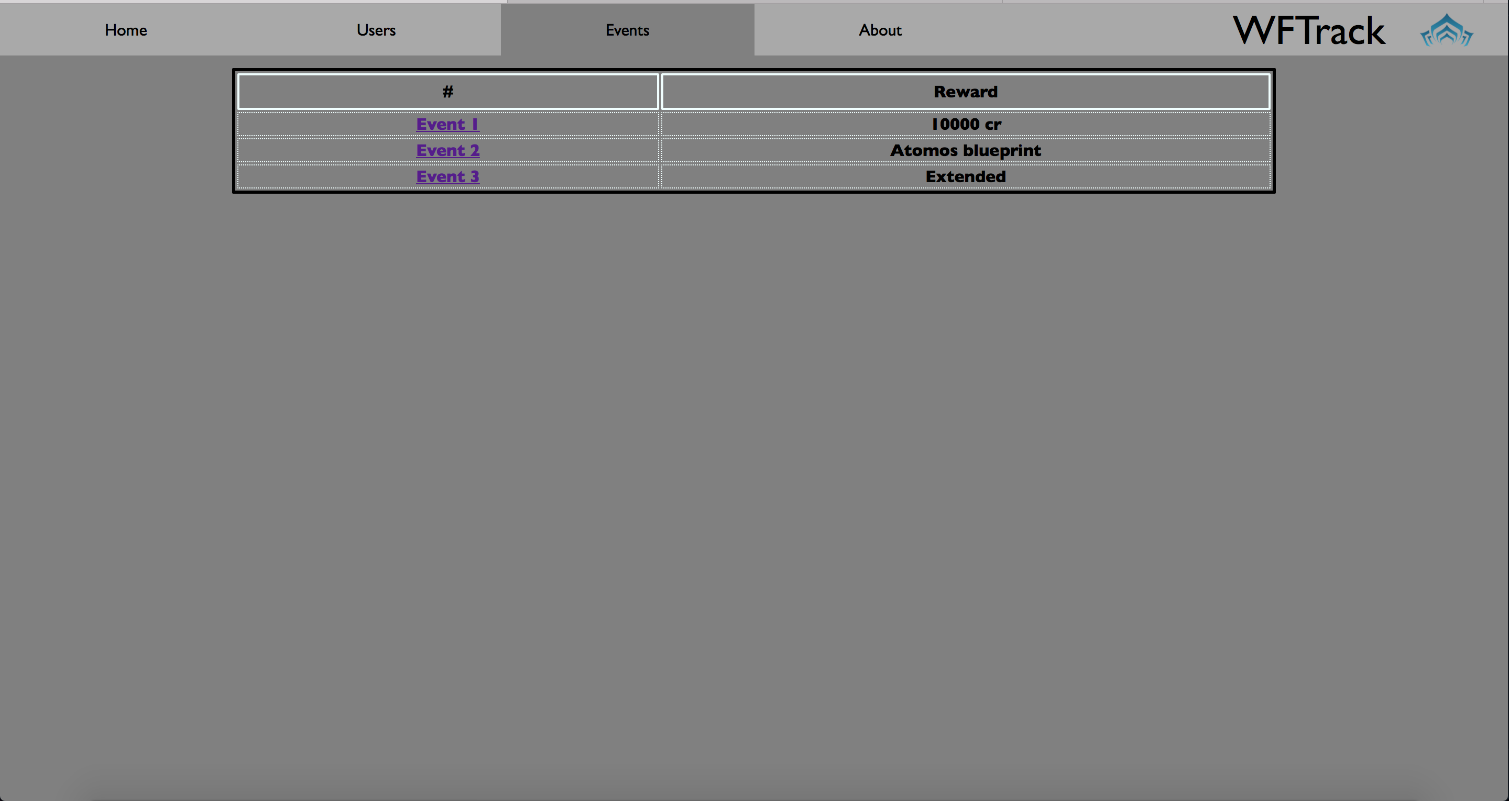 Home Users Events About WFTrack
# Reward
Event 1 10000 cr
Event 2 Atomos blueprint
Event 3 Extended